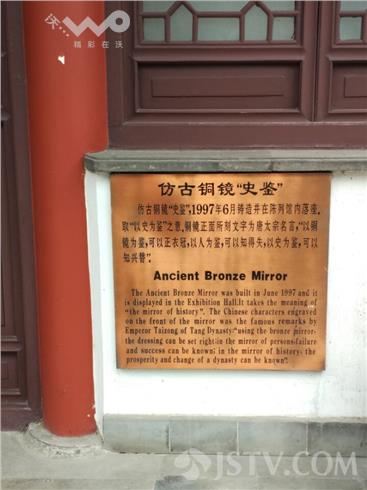 沃...
WO
精彩在沃
仿古铜镜“史鉴”
仿古铜镜“史鉴”,1997年6月铸造并在陈列馆内落座,
取“以史为鉴”之意,铜镜正面所刻文字为唐太宗名言,“以铜
镜为鉴,可以正衣冠,以人为鉴,可以知得失,以史为鉴,可以
知兴替”。
Ancient Bronze Mirror
The Ancient Bronze Mirror was built in June 1997 and it
is displayed in the Exhibition Hall.It takes the meaning of
"the mirror of history". The Chinese characters engraved
on the front of the mirror was the famous remarks by
Emperor Taizong of Tang Dynasty:"using the bronze mirror,
the dressing can be set right;in the mirror of persons,failure
and success can be known; in the mirror of history, the
prosperity and change of a dynasty can be known".
JSTV.COM